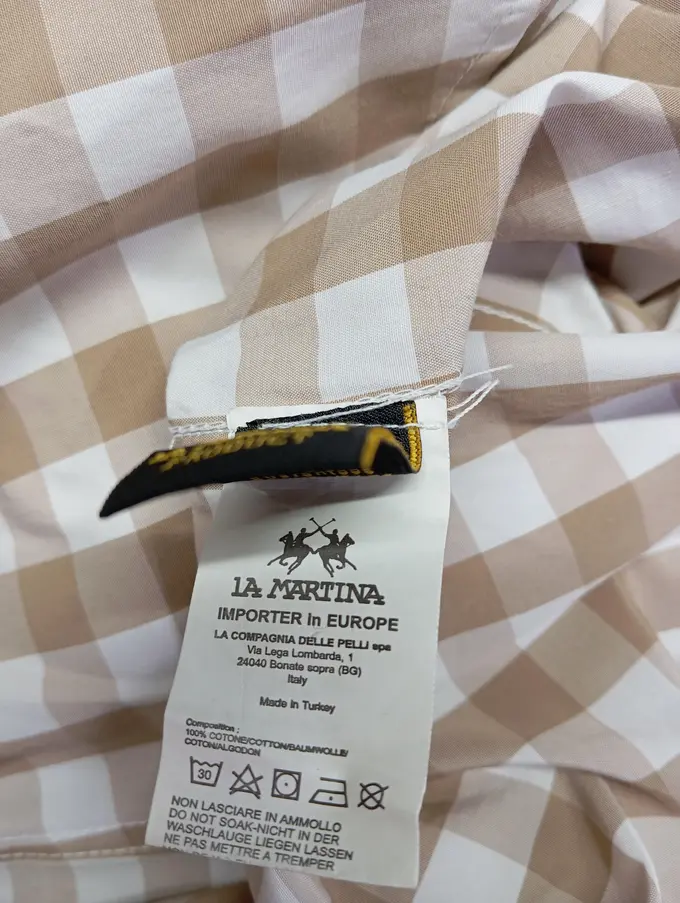 PRODUCT
LA MARTINA
IMPORTER in EUROPE
LA COMPAGNIA DELLE PELLI spa
Via Lega Lombarda, 1
24040 Bonate sopra (BG)
Italy
Made in Turkey
Composition :
100% COTONE/COTTON/BAUMWOLLE/
COTON/ALGODON
30
NON LASCIARE IN AMMOLLO
DO NOT SOAK-NICHT IN DER
WASCHLAUGE LIEGEN LASSEN
NE PAS METTRE A TREMPER